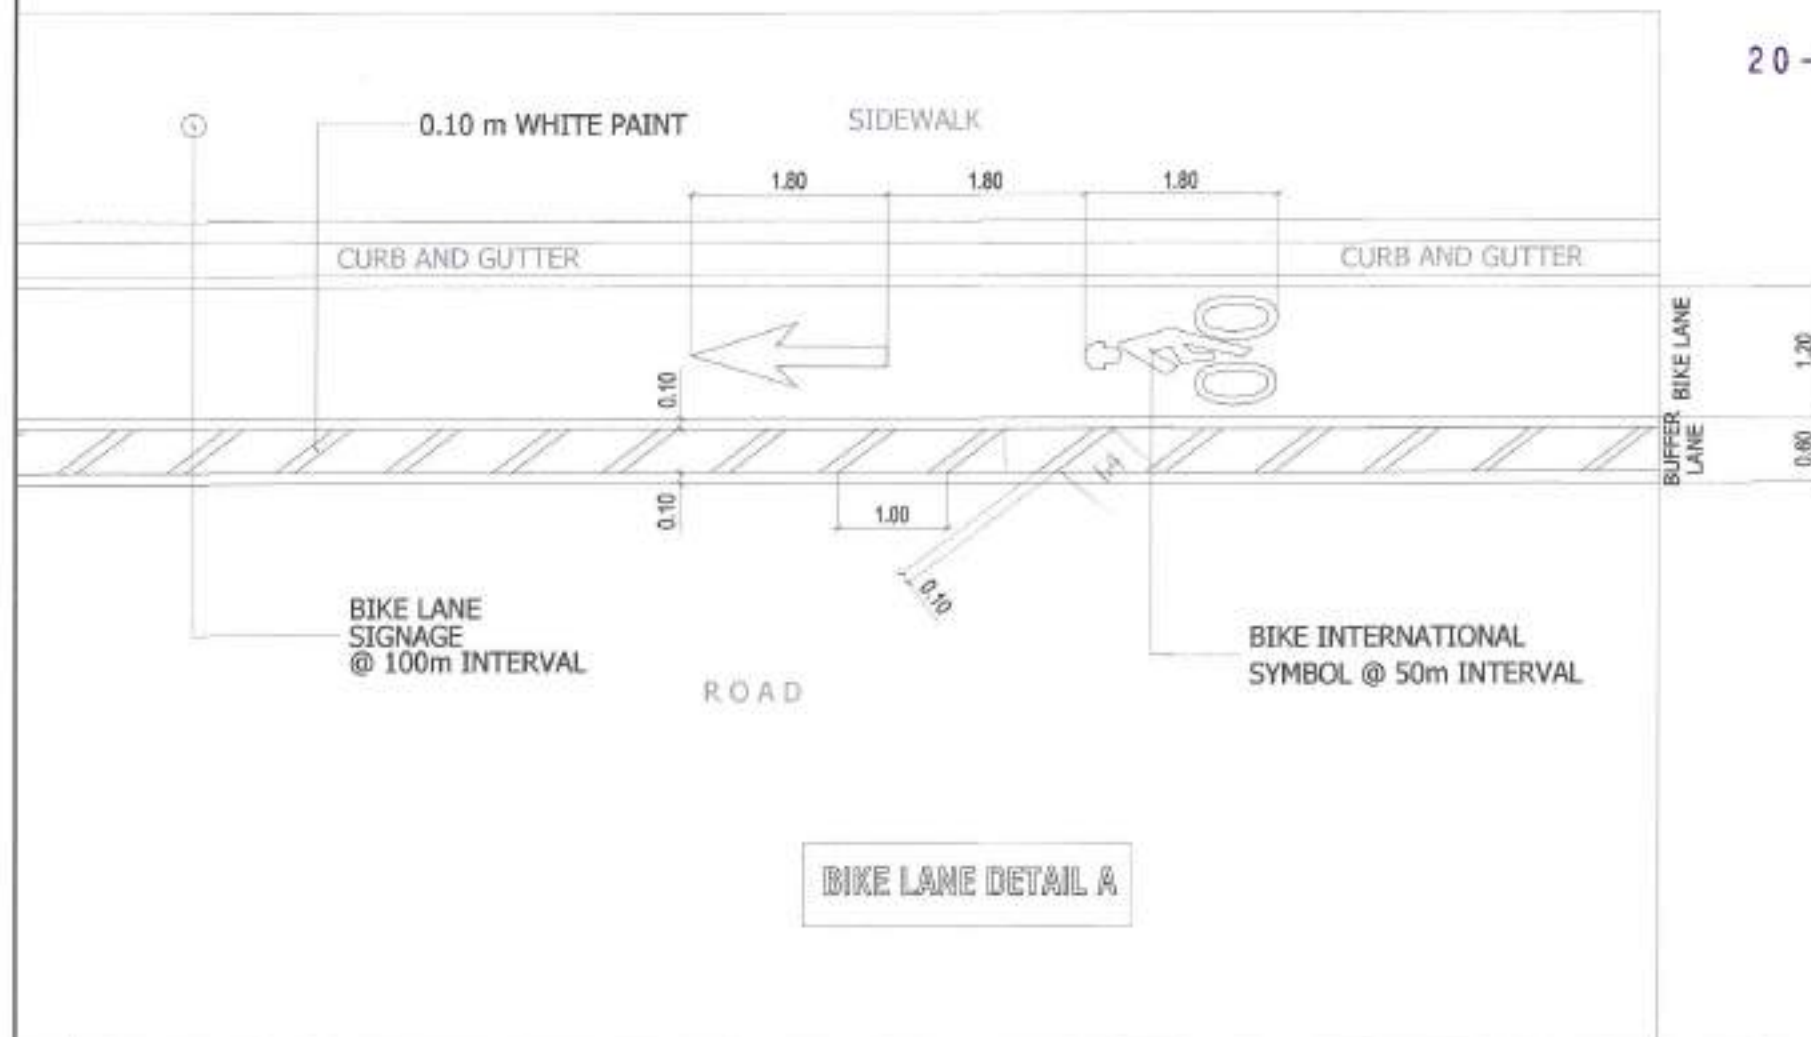 20-
0.10 m WHITE PAINT
SIDEWALK
1.80
1.80
1.80
CURB AND GUTTER
CURB AND GUTTER
BIKE LANE
1.20
0.10
BUFFER
LANE
0.60
0.10
1.00
0.10
BIKE LANE
SIGNAGE
@ 100m INTERVAL
BIKE INTERNATIONAL
SYMBOL @ 50m INTERVAL
ROAD
BIKE LANE DETAIL A